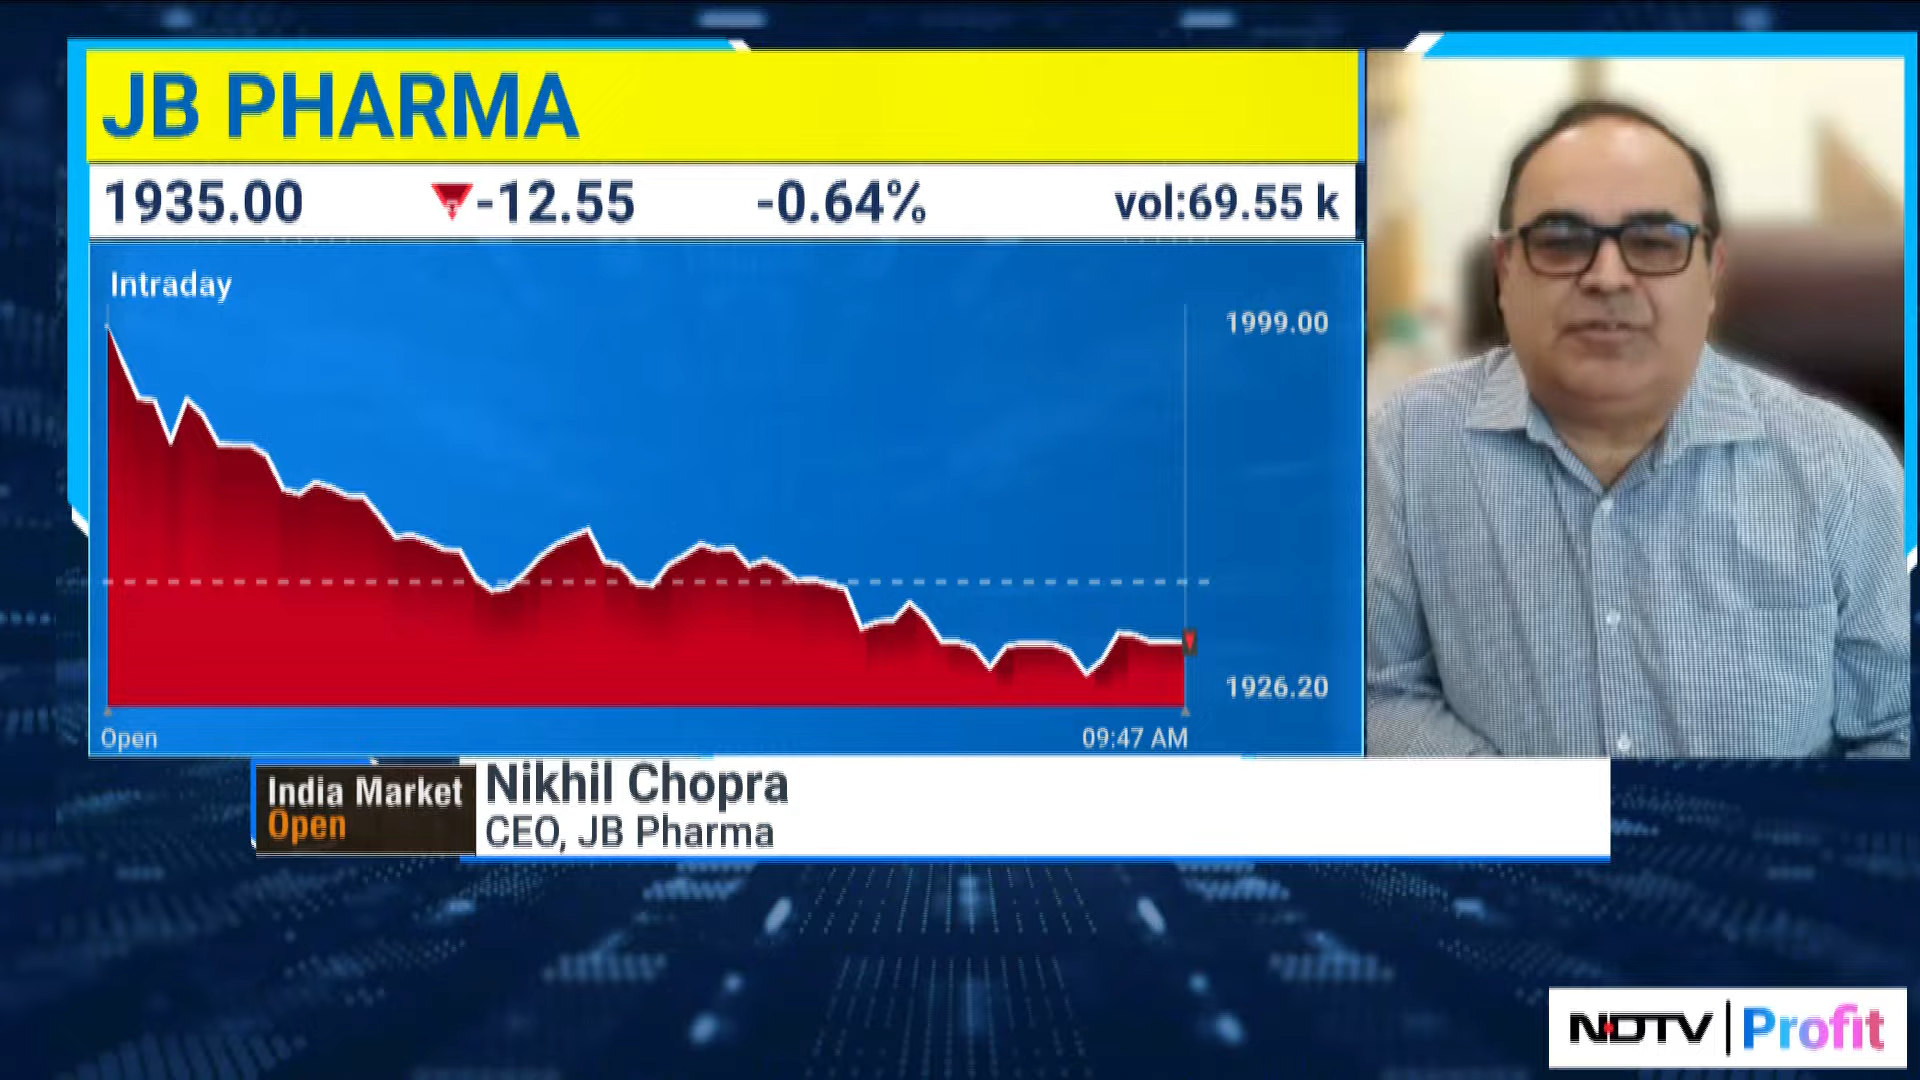 JB PHARMA
1935.00 -12.55 -0.64% vol:69.55 k
Intraday
1999.00
1926.20
Open 09:47 AM
India Market
Open
Nikhil Chopra
CEO, JB Pharma
NDTV | Profit